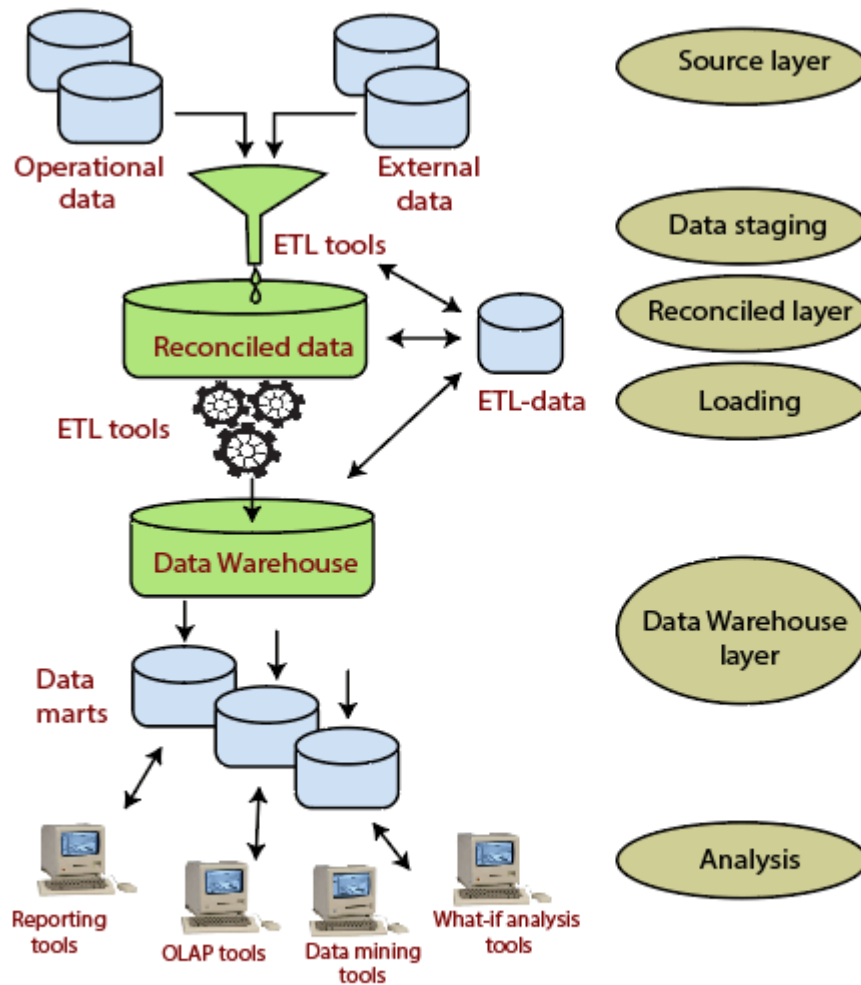 Source layer
Operational
data
External
data
ETL tools
Data staging
Reconciled layer
Reconciled data
ETL-data
Loading
ETL tools
Data Warehouse
Data Warehouse
layer
Data
marts
Analysis
Reporting
tools
OLAP tools
Data mining
tools
What-if analysis
tools